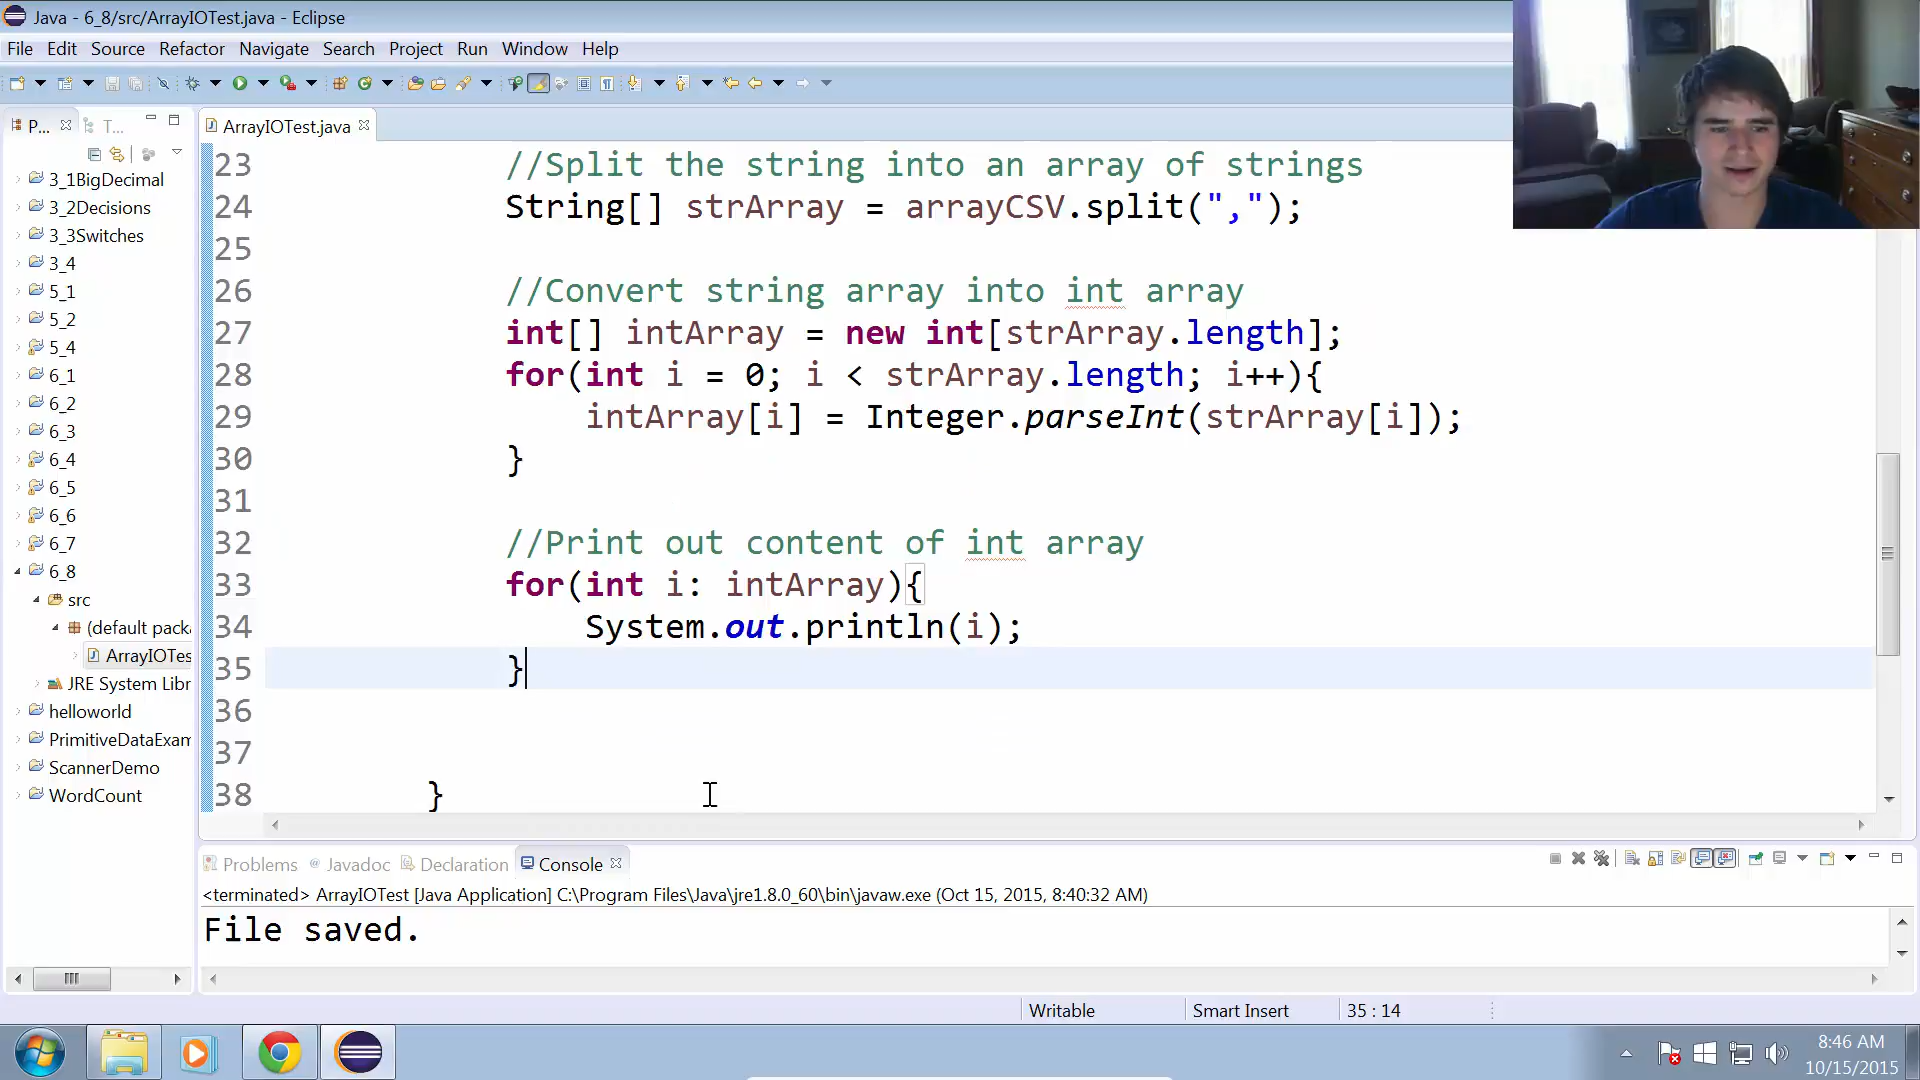 Java - 6_8/src/ArrayIOTest.java - Eclipse
File Edit Source Refactor Navigate Search Project Run Window Help
P... T...
ArrayIOTest.java
3_1BigDecimal
3_2Decisions
3_3Switches
3_4
5_1
5_2
5_4
6_1
6_2
6_3
6_4
6_5
6_6
6_7
6_8
src
(default pack
ArrayIOTes
JRE System Libr
helloworld
PrimitiveDataExam
ScannerDemo
WordCount
23 //Split the string into an array of strings
24 String[] strArray = arrayCSV.split(",");
25
26 //Convert string array into int array
27 int[] intArray = new int[strArray.length];
28 for(int i = 0; i < strArray.length; i++){
29 intArray[i] = Integer.parseInt(strArray[i]);
30 }
31
32 //Print out content of int array
33 for(int i: intArray){
34 System.out.println(i);
35 }
36
37
38 }
Problems @ Javadoc Declaration Console
<terminated> ArrayIOTest [Java Application] C:\Program Files\Java\jre1.8.0_60\bin\javaw.exe (Oct 15, 2015, 8:40:32 AM)
File saved.
Writable Smart Insert 35 : 14
8:46 AM
10/15/2015